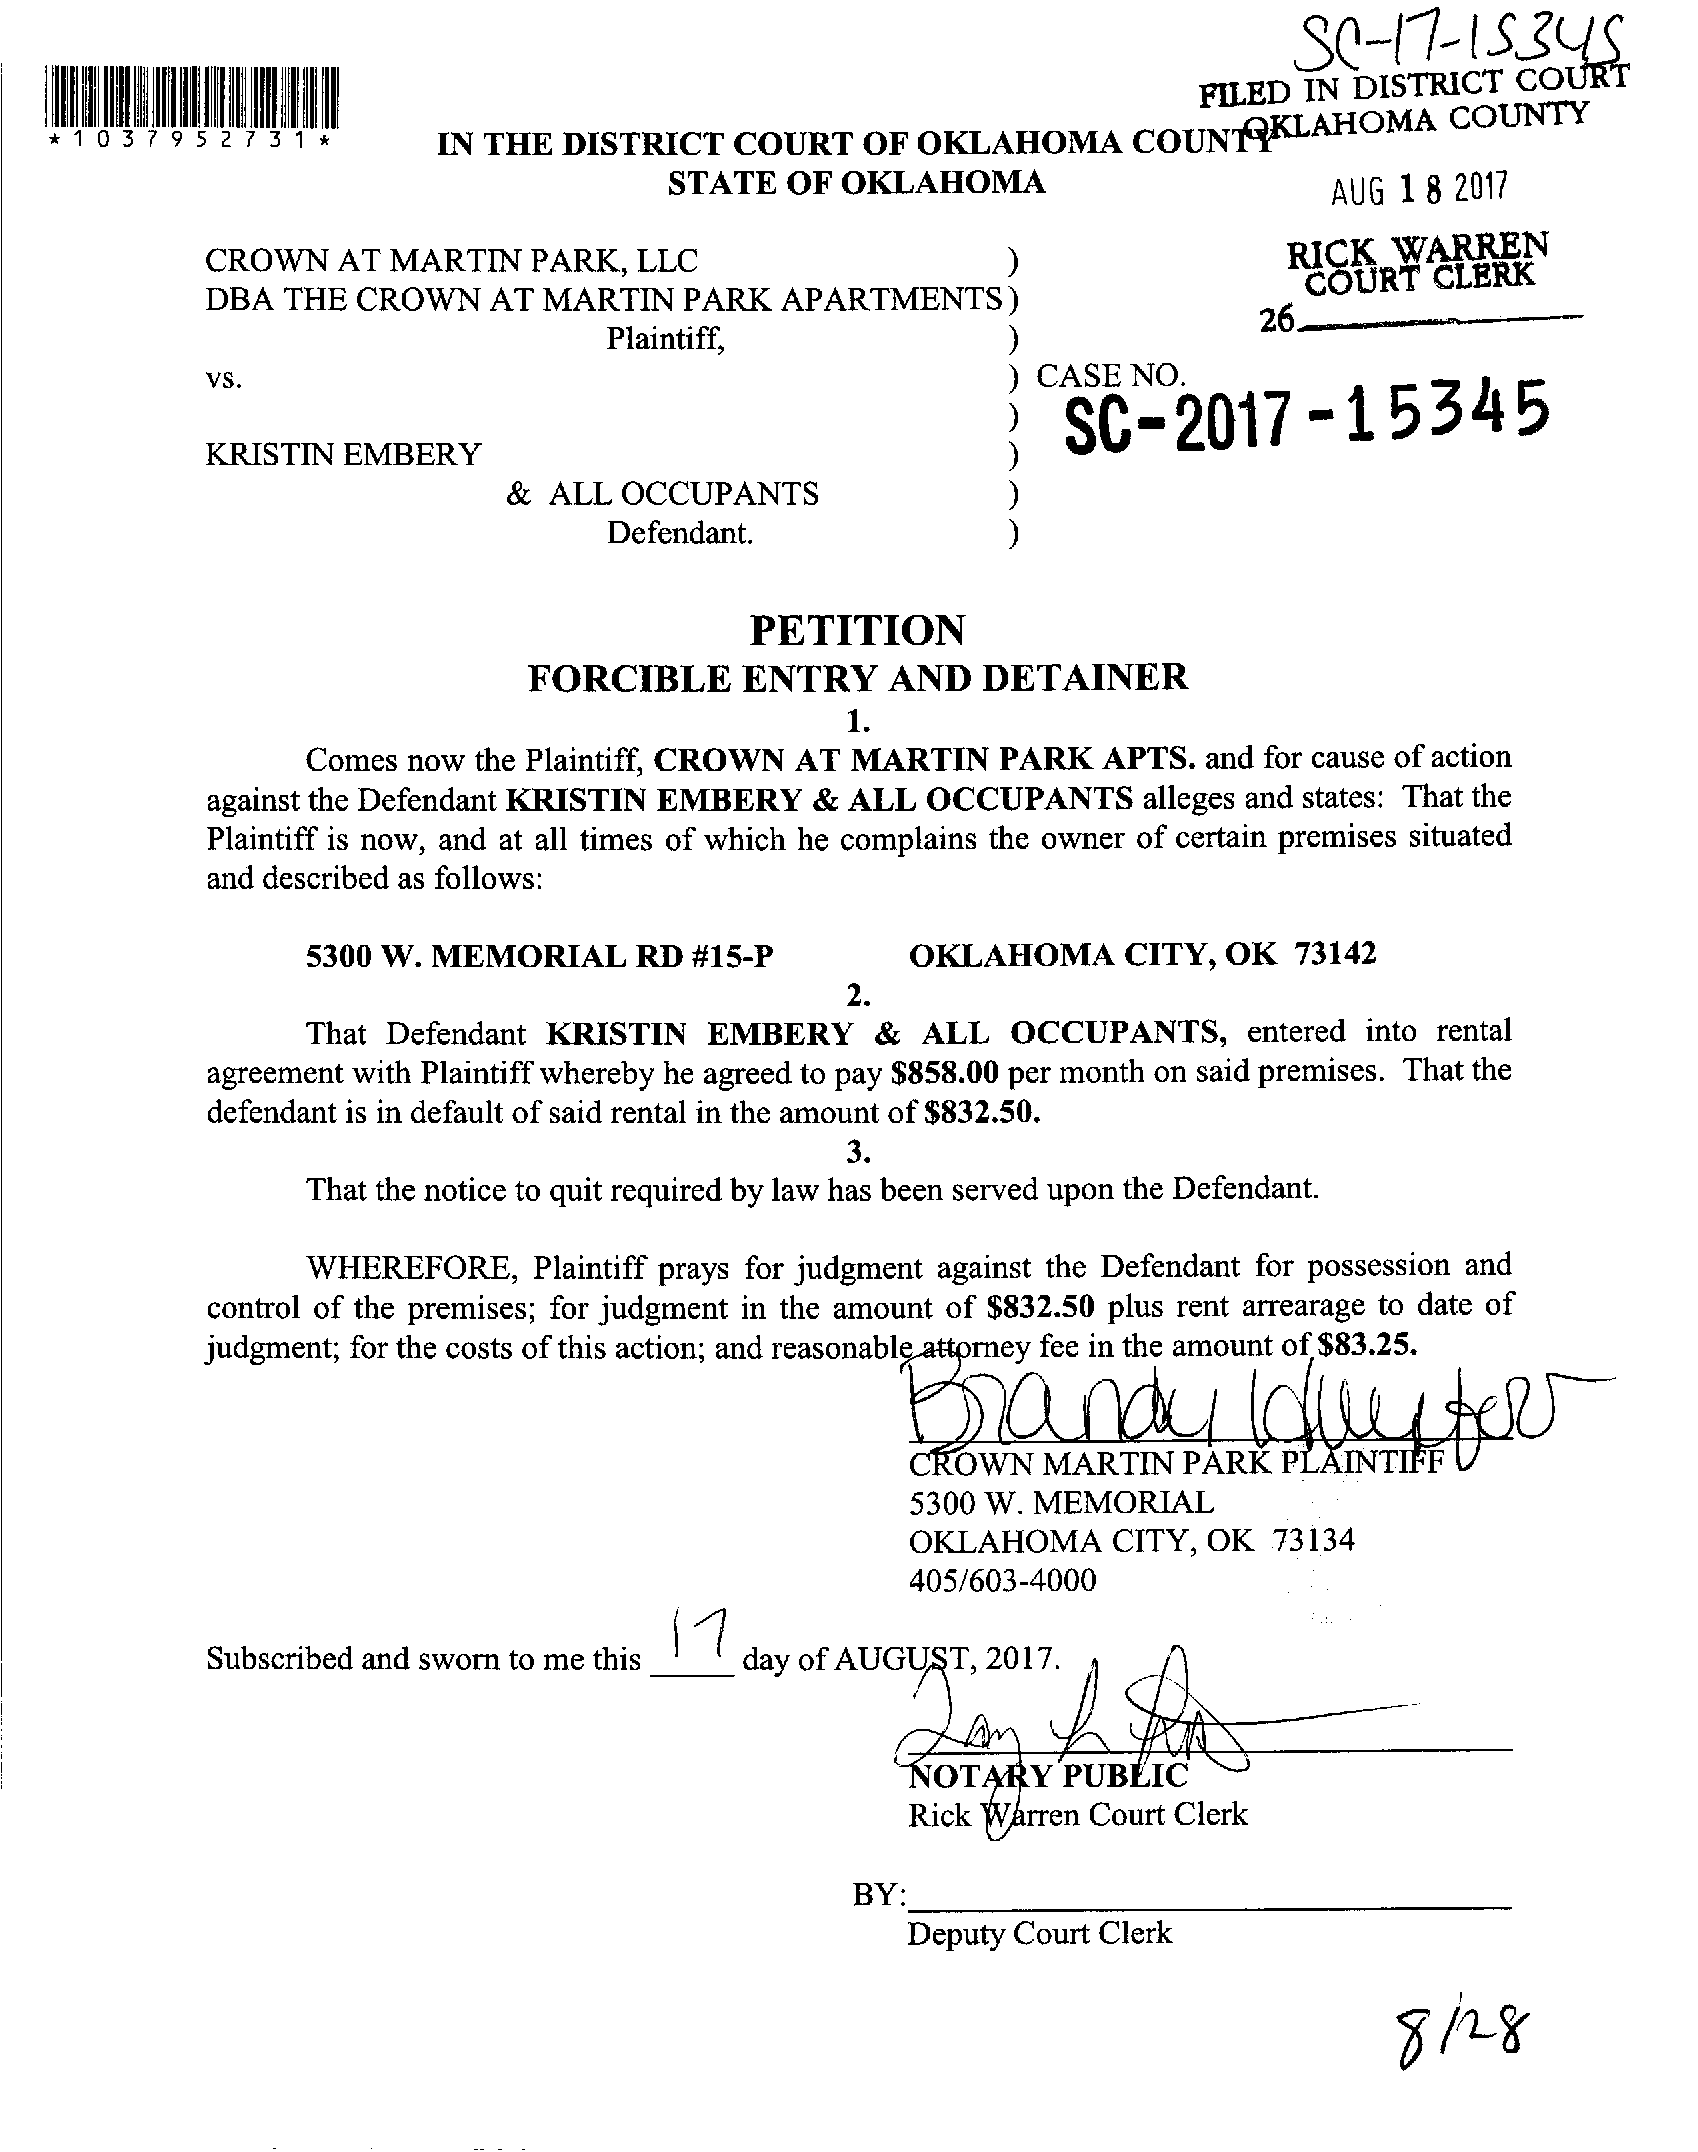 SC-17-15345
FILED IN DISTRICT COURT
OKLAHOMA COUNTY
*1037952731*
IN THE DISTRICT COURT OF OKLAHOMA COUNTY
STATE OF OKLAHOMA
AUG 18 2017
RICK WARREN
COURT CLERK
26
CROWN AT MARTIN PARK, LLC )
DBA THE CROWN AT MARTIN PARK APARTMENTS )
Plaintiff, )
vs. ) CASE NO.
) SC-2017-15345
KRISTIN EMBERY )
& ALL OCCUPANTS )
Defendant. )
PETITION
FORCIBLE ENTRY AND DETAINER
1.
Comes now the Plaintiff, CROWN AT MARTIN PARK APTS. and for cause of action
against the Defendant KRISTIN EMBERY & ALL OCCUPANTS alleges and states: That the
Plaintiff is now, and at all times of which he complains the owner of certain premises situated
and described as follows:
5300 W. MEMORIAL RD #15-P OKLAHOMA CITY, OK 73142
2.
That Defendant KRISTIN EMBERY & ALL OCCUPANTS, entered into rental
agreement with Plaintiff whereby he agreed to pay $858.00 per month on said premises. That the
defendant is in default of said rental in the amount of $832.50.
3.
That the notice to quit required by law has been served upon the Defendant.
WHEREFORE, Plaintiff prays for judgment against the Defendant for possession and
control of the premises; for judgment in the amount of $832.50 plus rent arrearage to date of
judgment; for the costs of this action; and reasonable attorney fee in the amount of $83.25.
Brandy
CROWN MARTIN PARK PLAINTIFF
5300 W. MEMORIAL
OKLAHOMA CITY, OK 73134
405/603-4000
Subscribed and sworn to me this 17 day of AUGUST, 2017.
NOTARY PUBLIC
Rick Warren Court Clerk
BY:
Deputy Court Clerk
8/28